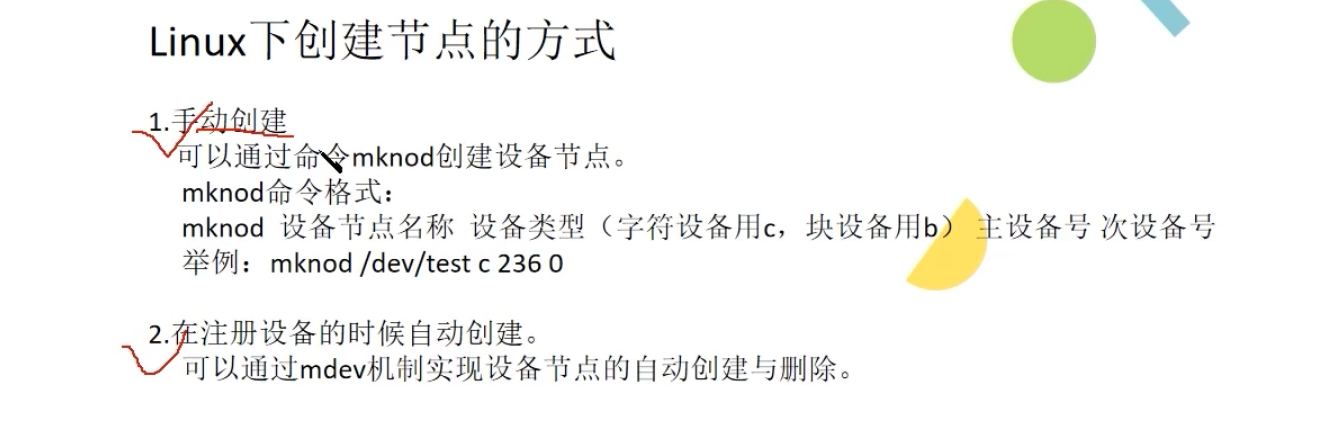 Linux下创建节点的方式
1.手动创建
可以通过命令mknod创建设备节点。
mknod命令格式：
mknod 设备节点名称 设备类型（字符设备用c，块设备用b） 主设备号 次设备号
举例：mknod /dev/test c 236 0
2.在注册设备的时候自动创建。
可以通过mdev机制实现设备节点的自动创建与删除。